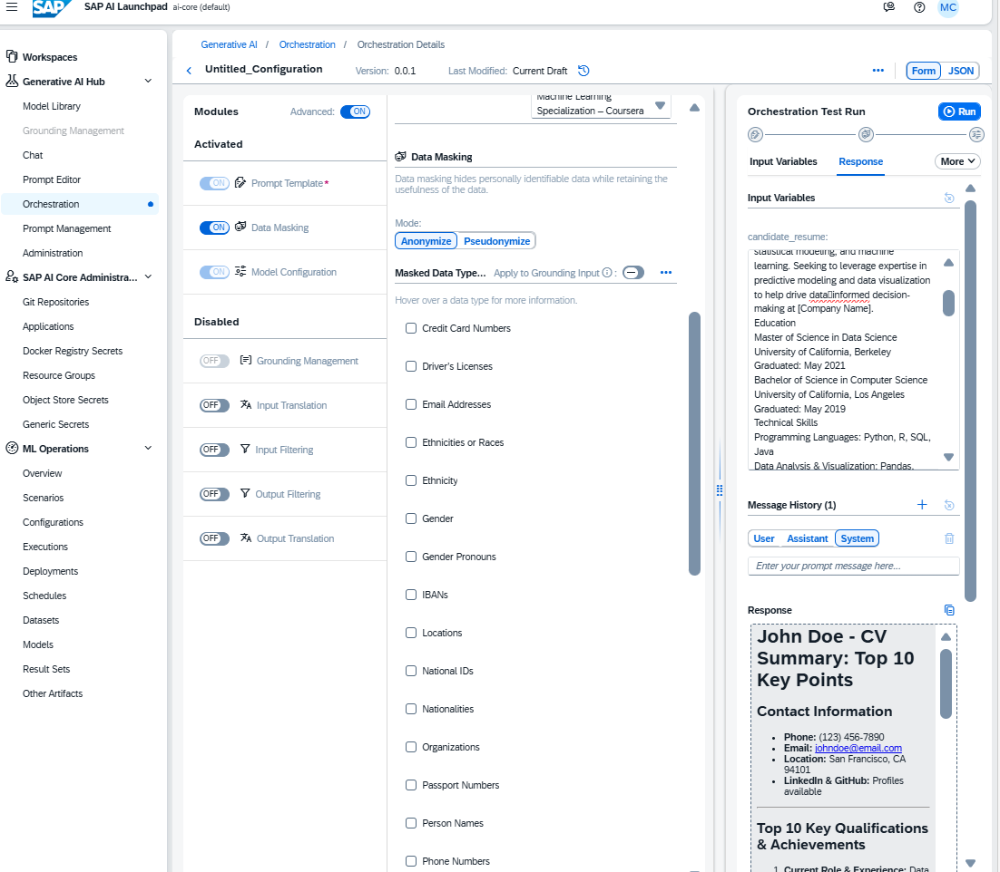 SAP
SAP AI Launchpad
ai-core (default)
MC
Workspaces
Generative AI Hub
Model Library
Grounding Management
Chat
Prompt Editor
Orchestration
Prompt Management
Administration
SAP AI Core Administra...
Git Repositories
Applications
Docker Registry Secrets
Resource Groups
Object Store Secrets
Generic Secrets
ML Operations
Overview
Scenarios
Configurations
Executions
Deployments
Schedules
Datasets
Models
Result Sets
Other Artifacts
Generative AI / Orchestration / Orchestration Details
Untitled_Configuration
Version: 0.0.1
Last Modified: Current Draft
Form
JSON
Modules
Advanced: ON
Activated
ON Prompt Template*
ON Data Masking
ON Model Configuration
Disabled
OFF Grounding Management
OFF Input Translation
OFF Input Filtering
OFF Output Filtering
OFF Output Translation
Machine Learning
Specialization – Coursera
Data Masking
Data masking hides personally identifiable data while retaining the
usefulness of the data.
Mode:
Anonymize
Pseudonymize
Masked Data Type...
Apply to Grounding Input :
Hover over a data type for more information.
Credit Card Numbers
Driver's Licenses
Email Addresses
Ethnicities or Races
Ethnicity
Gender
Gender Pronouns
IBANs
Locations
National IDs
Nationalities
Organizations
Passport Numbers
Person Names
Phone Numbers
Orchestration Test Run
Run
Input Variables
Response
More
Input Variables
candidate_resume:
statistical modeling, and machine
learning. Seeking to leverage expertise in
predictive modeling and data visualization
to help drive data▯informed decision-
making at [Company Name].
Education
Master of Science in Data Science
University of California, Berkeley
Graduated: May 2021
Bachelor of Science in Computer Science
University of California, Los Angeles
Graduated: May 2019
Technical Skills
Programming Languages: Python, R, SQL,
Java
Data Analysis & Visualization: Pandas,
Message History (1)
User
Assistant
System
Enter your prompt message here...
Response
John Doe - CV
Summary: Top 10
Key Points
Contact Information
Phone: (123) 456-7890
Email: johndoe@email.com
Location: San Francisco, CA
94101
LinkedIn & GitHub: Profiles
available
Top 10 Key Qualifications
& Achievements
1. Current Role & Experience: Data